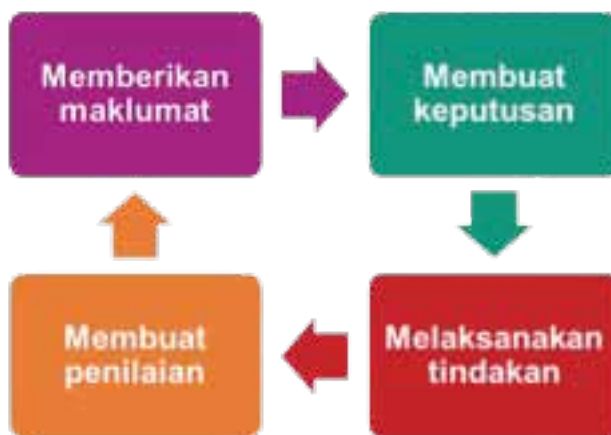 Memberikan
maklumat
Membuat
keputusan
Membuat
penilaian
Melaksanakan
tindakan